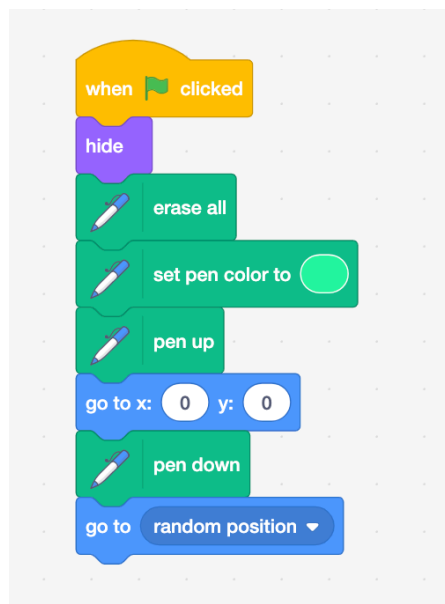 when clicked
hide
erase all
set pen color to
pen up
go to x: 0 y: 0
pen down
go to random position